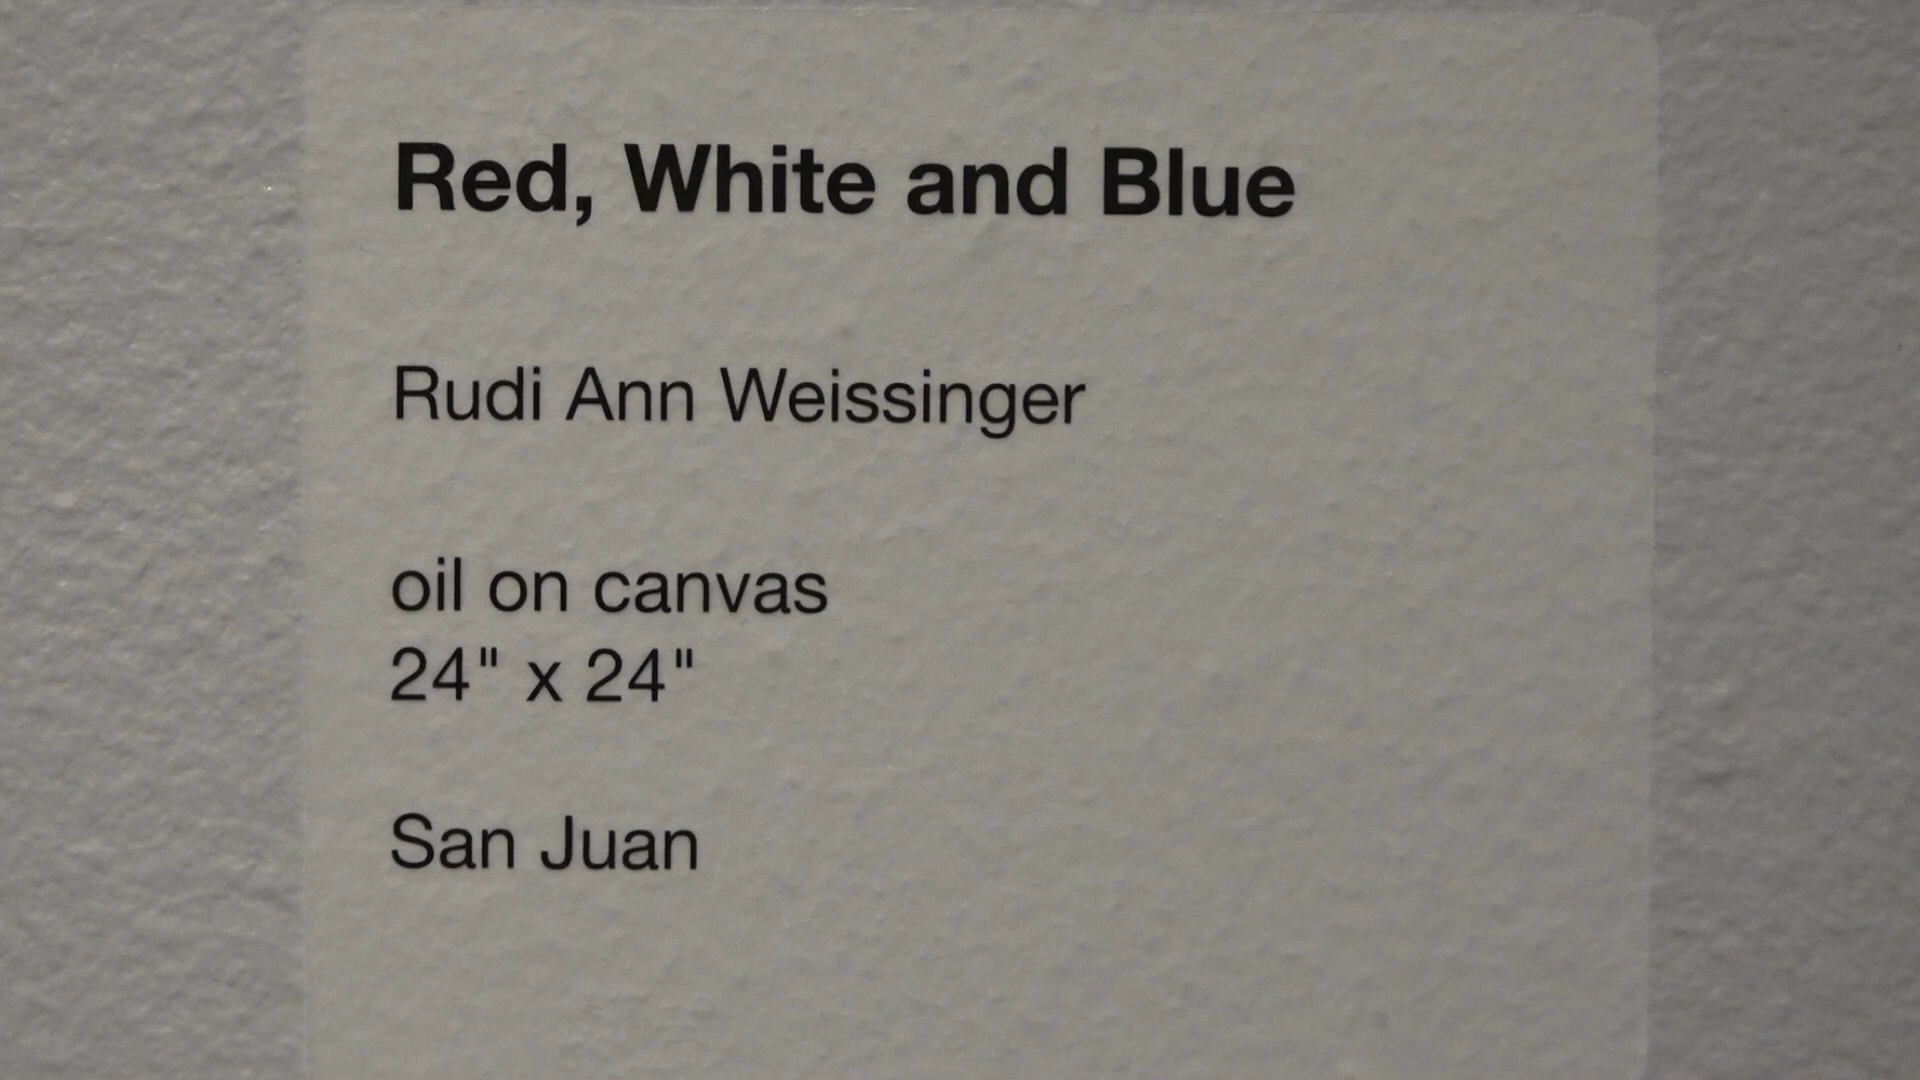 Red, White and Blue
Rudi Ann Weissinger
oil on canvas
24" x 24"
San Juan